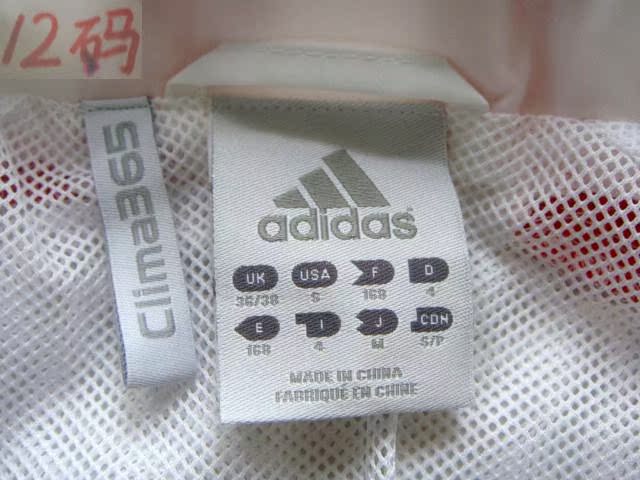 12码
Clima365
adidas
UK USA F D
36/38 S 168 4
E I J CDN
168 4 M S/P
MADE IN CHINA
FABRIQUÉ EN CHINE